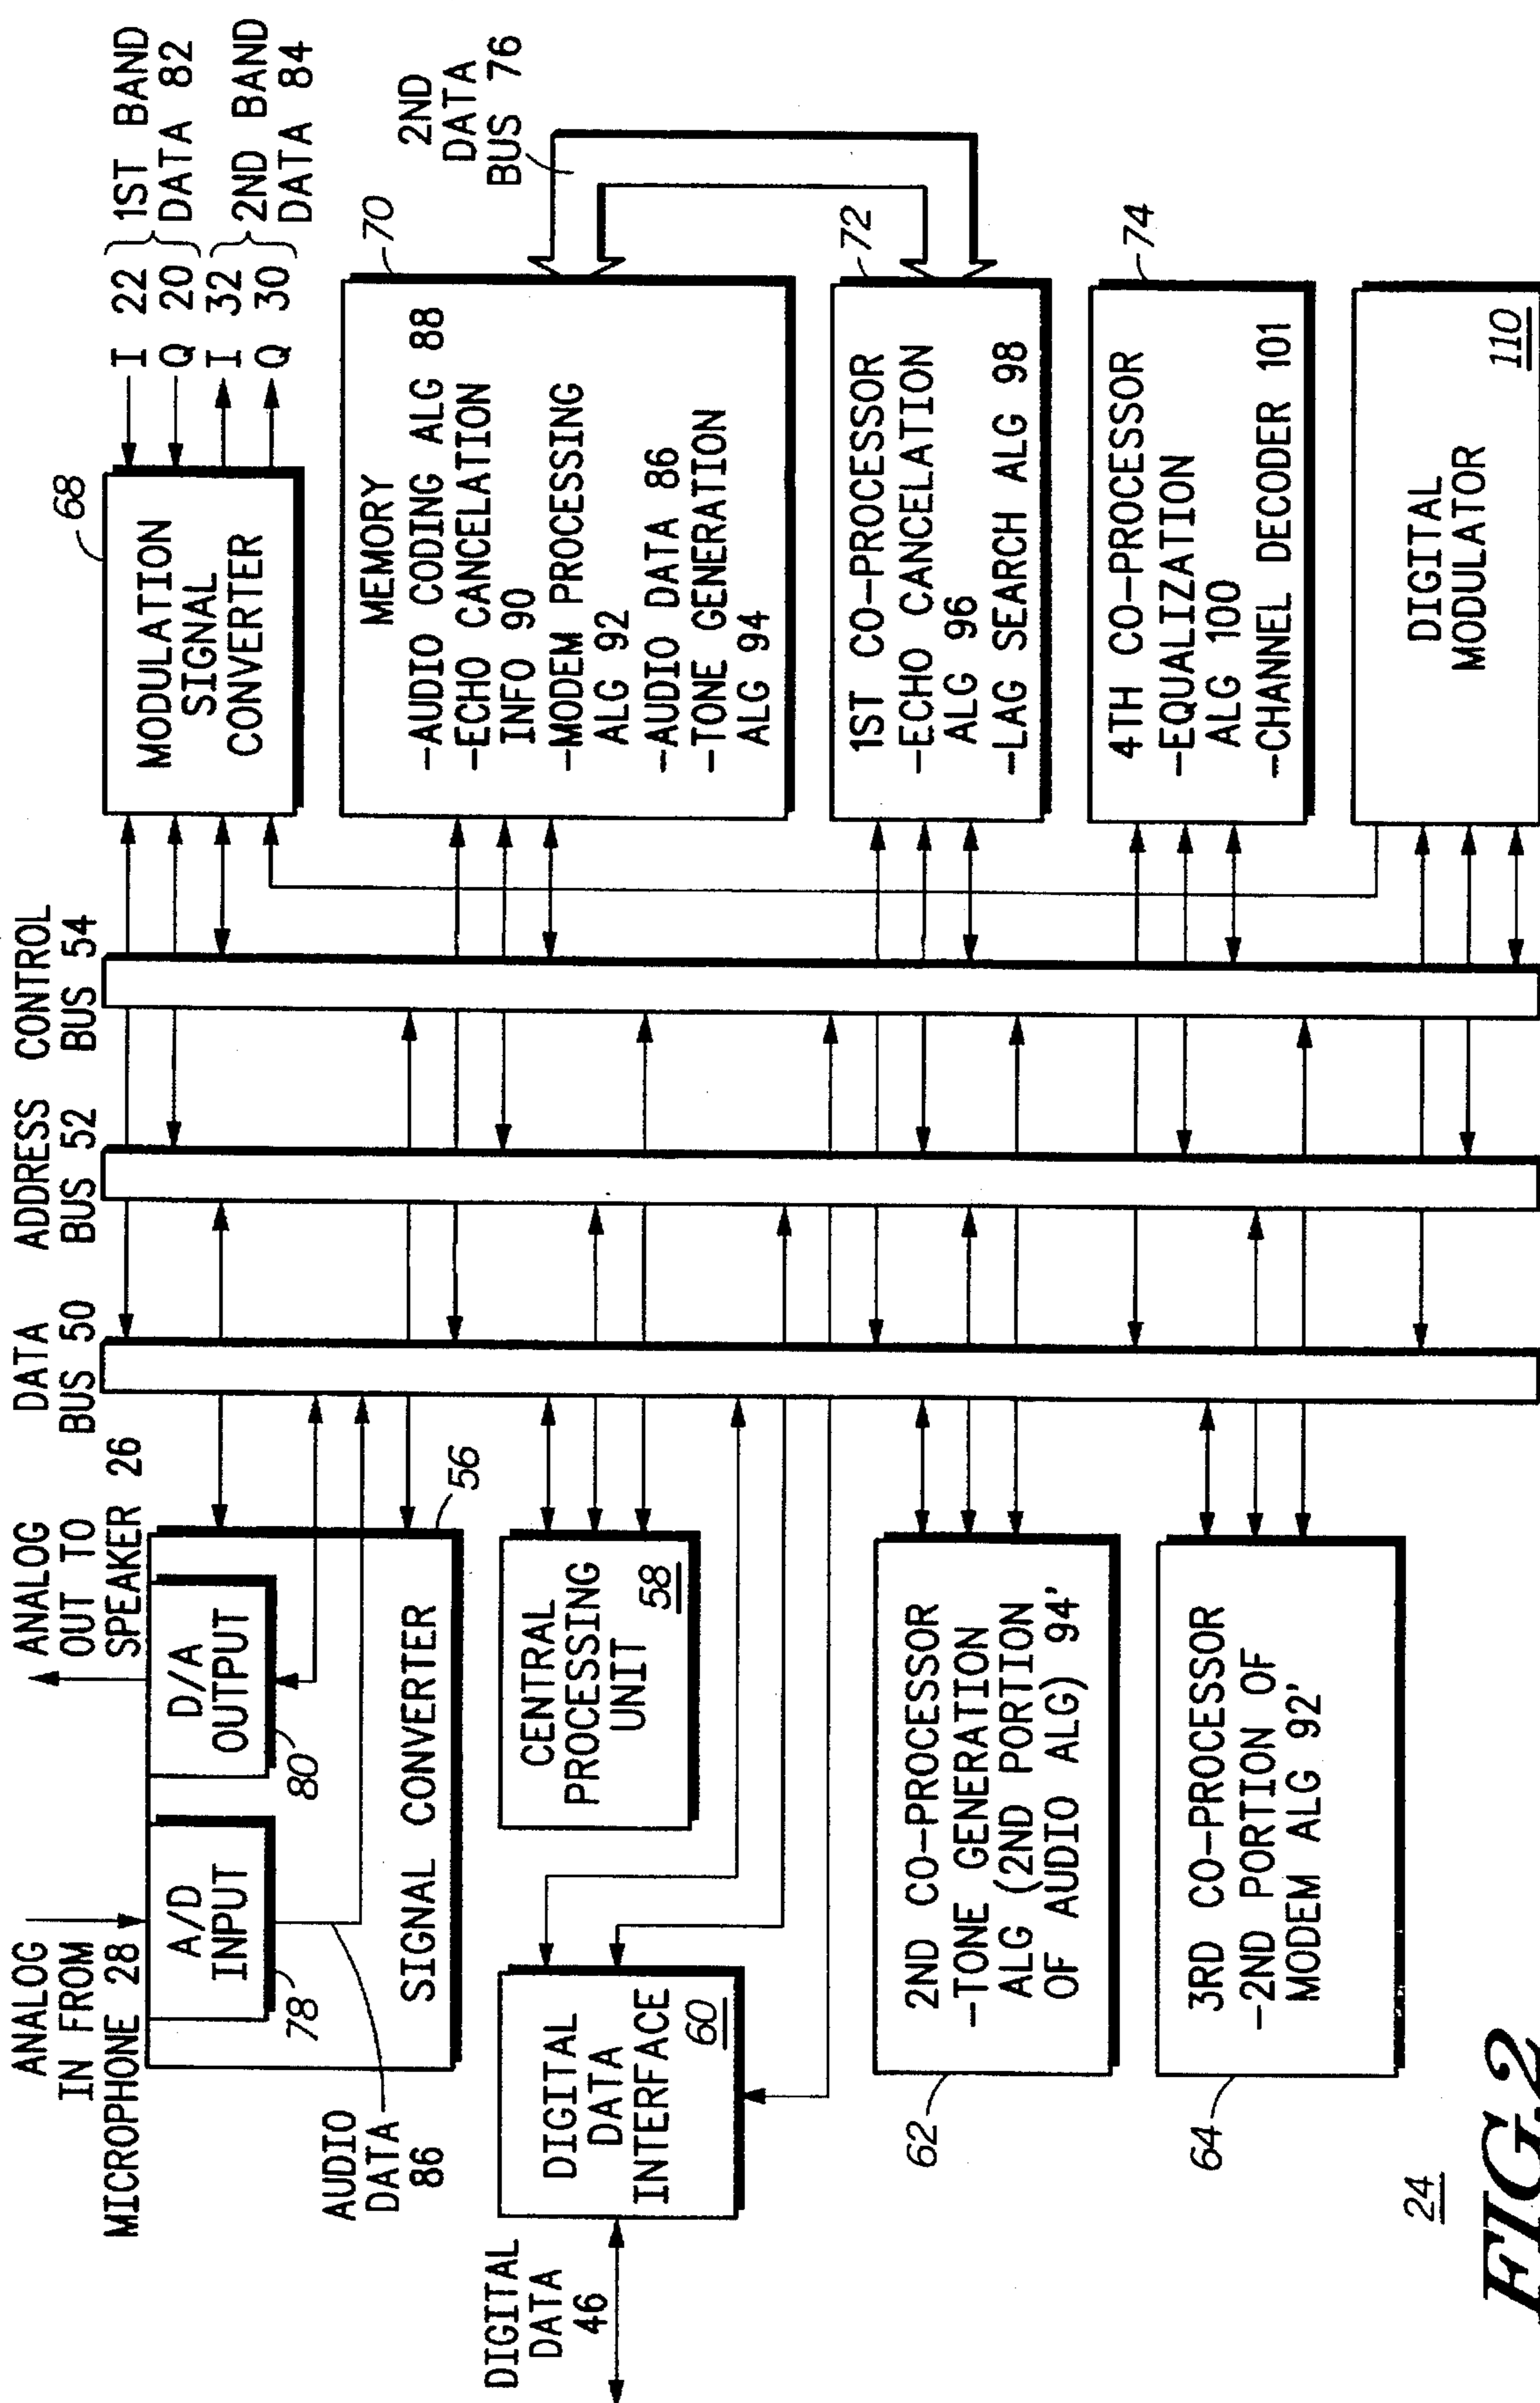 ANALOG
IN FROM
MICROPHONE 28
ANALOG
OUT TO
SPEAKER 26
DATA
BUS 50
ADDRESS
BUS 52
CONTROL
BUS 54
A/D
INPUT
78
D/A
OUTPUT
80
56
SIGNAL CONVERTER
AUDIO
DATA
86
68
MODULATION
SIGNAL
CONVERTER
I 22
Q 20
1ST BAND
DATA 82
I 32
Q 30
2ND BAND
DATA 84
CENTRAL
PROCESSING
UNIT
58
70
MEMORY
-AUDIO CODING ALG 88
-ECHO CANCELATION
INFO 90
-MODEM PROCESSING
ALG 92
-AUDIO DATA 86
-TONE GENERATION
ALG 94
2ND
DATA
BUS 76
DIGITAL
DATA
46
DIGITAL
DATA
INTERFACE
60
72
1ST CO-PROCESSOR
-ECHO CANCELATION
ALG 96
-LAG SEARCH ALG 98
62
2ND CO-PROCESSOR
-TONE GENERATION
ALG (2ND PORTION
OF AUDIO ALG) 94'
74
4TH CO-PROCESSOR
-EQUALIZATION
ALG 100
-CHANNEL DECODER 101
64
3RD CO-PROCESSOR
-2ND PORTION OF
MODEM ALG 92'
DIGITAL
MODULATOR
110
24
FIG.2